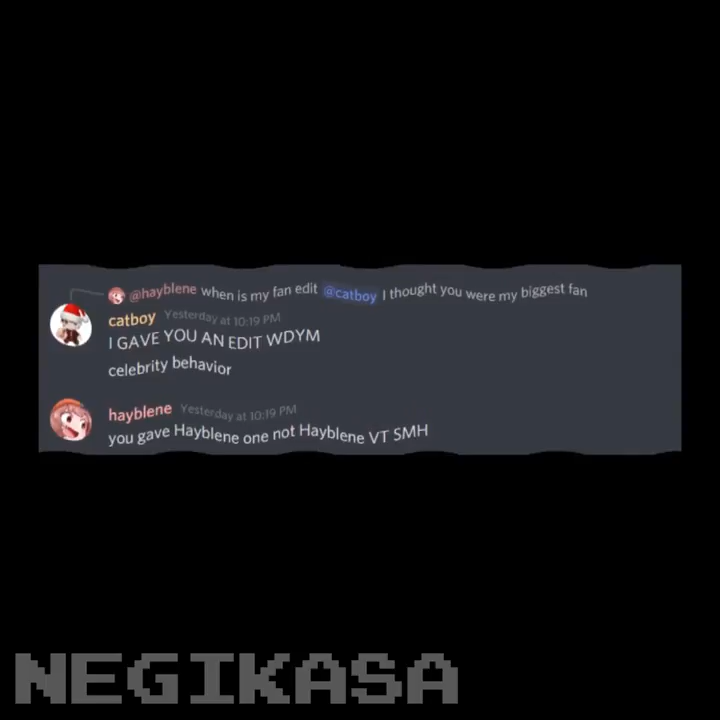 @hayblene when is my fan edit @catboy I thought you were my biggest fan
catboy Yesterday at 10:19 PM
I GAVE YOU AN EDIT WDYM
celebrity behavior
hayblene Yesterday at 10:19 PM
you gave Hayblene one not Hayblene VT SMH
NEGIKASA